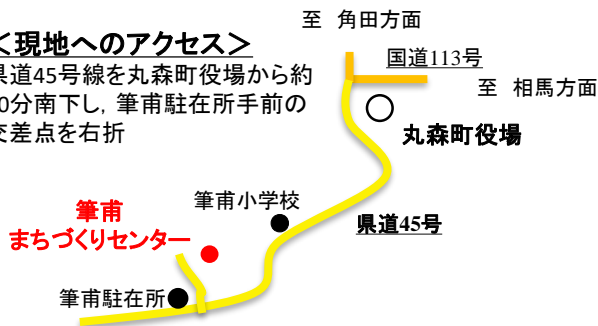 至 角田方面
＜現地へのアクセス＞
国道113号
県道45号線を丸森町役場から約
0分南下し，筆甫駐在所手前の
至 相馬方面
交差点を右折
丸森町役場
筆甫小学校
筆甫
まちづくりセンター
県道45号
筆甫駐在所